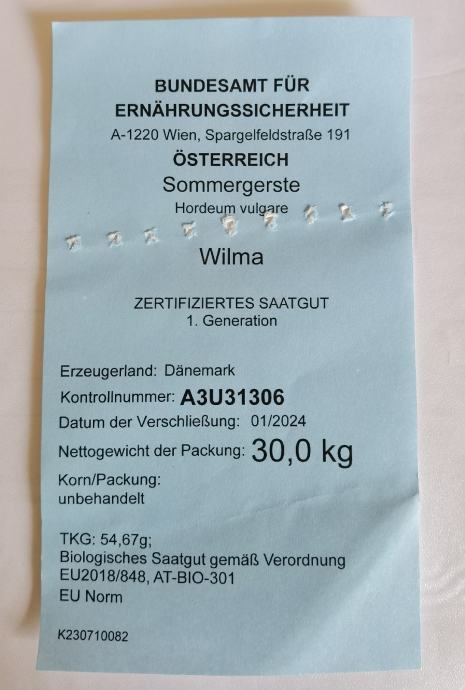 BUNDESAMT FÜR
ERNÄHRUNGSSICHERHEIT
A-1220 Wien, Spargelfeldstraße 191
ÖSTERREICH
Sommergerste
Hordeum vulgare
Wilma
ZERTIFIZIERTES SAATGUT
1. Generation
Erzeugerland: Dänemark
Kontrollnummer: A3U31306
Datum der Verschließung: 01/2024
Nettogewicht der Packung: 30,0 kg
Korn/Packung:
unbehandelt
TKG: 54,67g;
Biologisches Saatgut gemäß Verordnung
EU2018/848, AT-BIO-301
EU Norm
K230710082